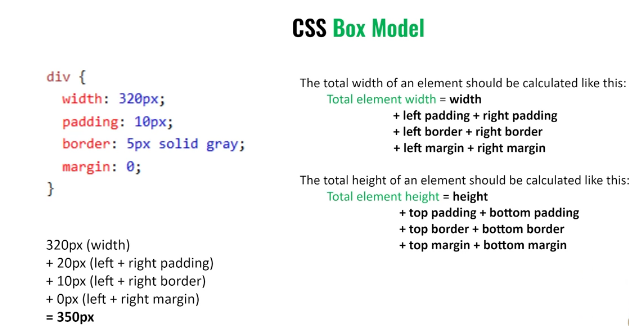 CSS Box Model
div {
width: 320px;
padding: 10px;
border: 5px solid gray;
margin: 0;
}
320px (width)
+ 20px (left + right padding)
+ 10px (left + right border)
+ 0px (left + right margin)
= 350px
The total width of an element should be calculated like this:
Total element width = width
+ left padding + right padding
+ left border + right border
+ left margin + right margin
The total height of an element should be calculated like this:
Total element height = height
+ top padding + bottom padding
+ top border + bottom border
+ top margin + bottom margin